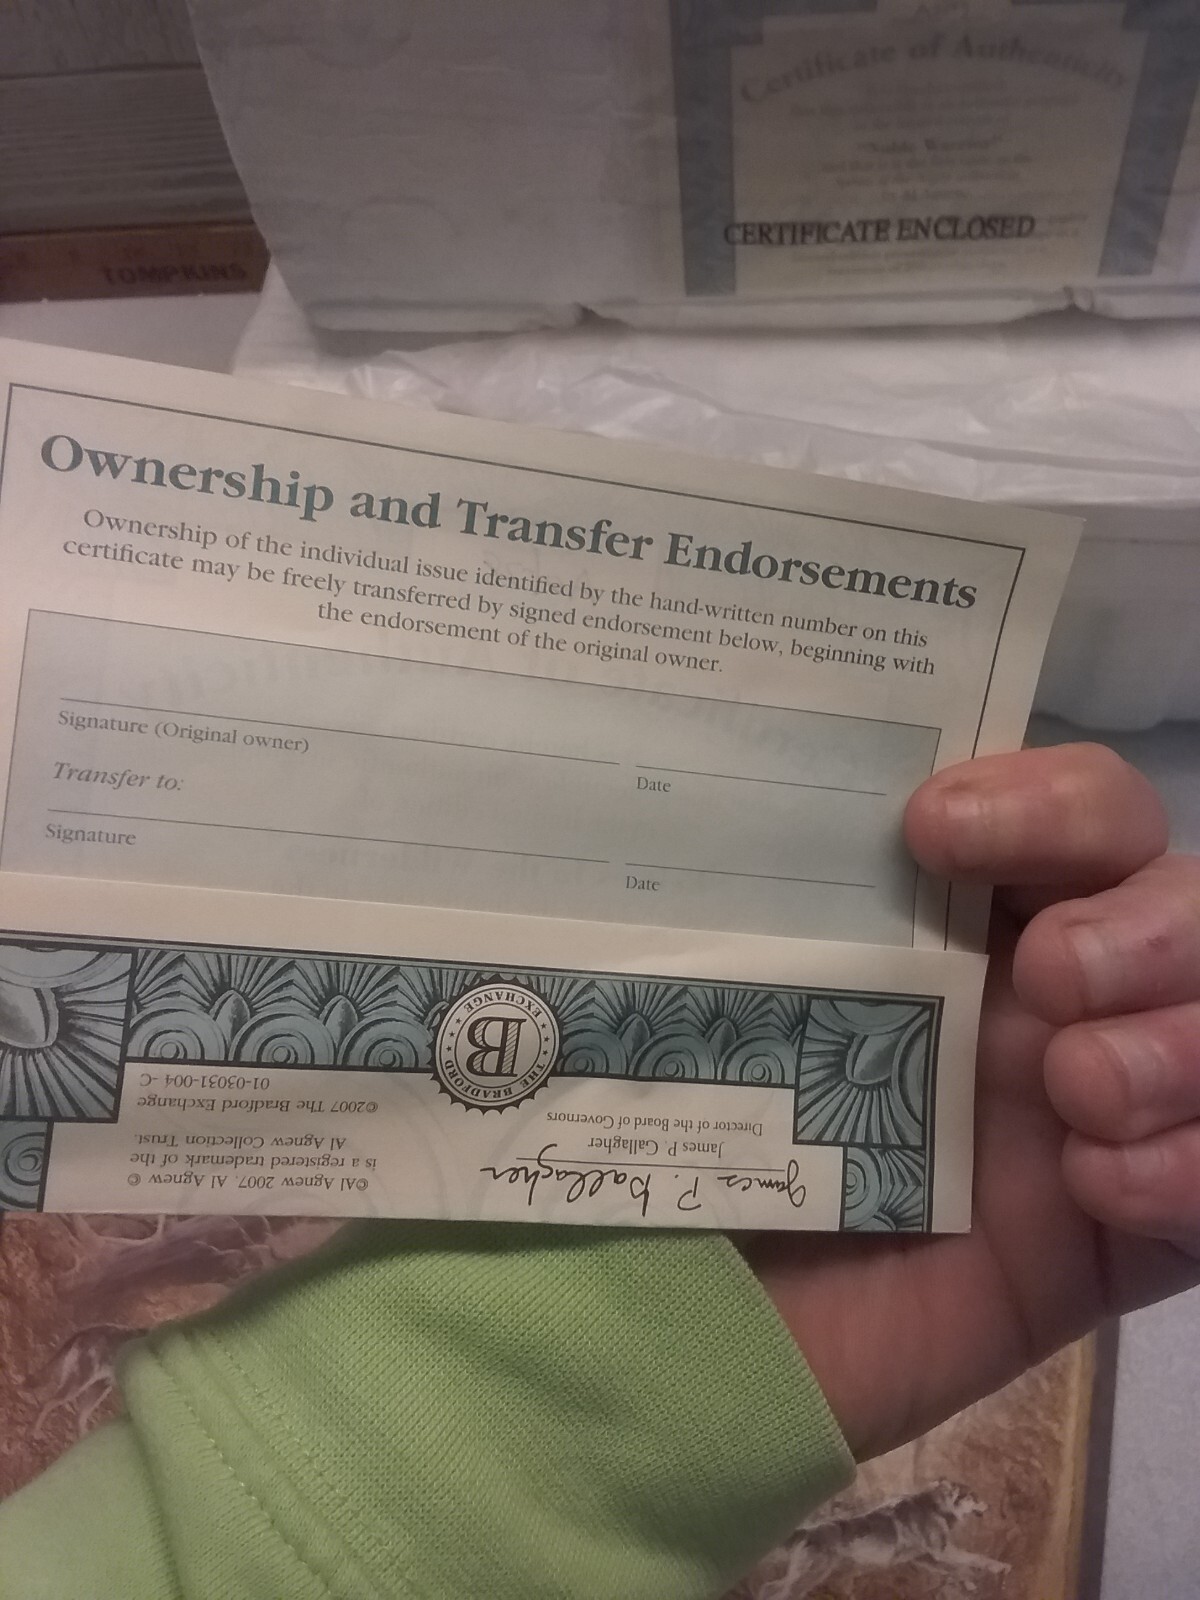 Certificate of Authenticity
CERTIFICATE ENCLOSED
TOMPKINS
Ownership and Transfer Endorsements
Ownership of the individual issue identified by the hand-written number on this
certificate may be freely transferred by signed endorsement below, beginning with
the endorsement of the original owner.
Signature (Original owner)
Date
Transfer to:
Signature
Date
James P. Gallagher
James P. Gallagher
Director of the Board of Governors
©Al Agnew 2007. Al Agnew ©
is a registered trademark of the
Al Agnew Collection Trust.
©2007 The Bradford Exchange
01-03031-004 -C
THE BRADFORD EXCHANGE
B